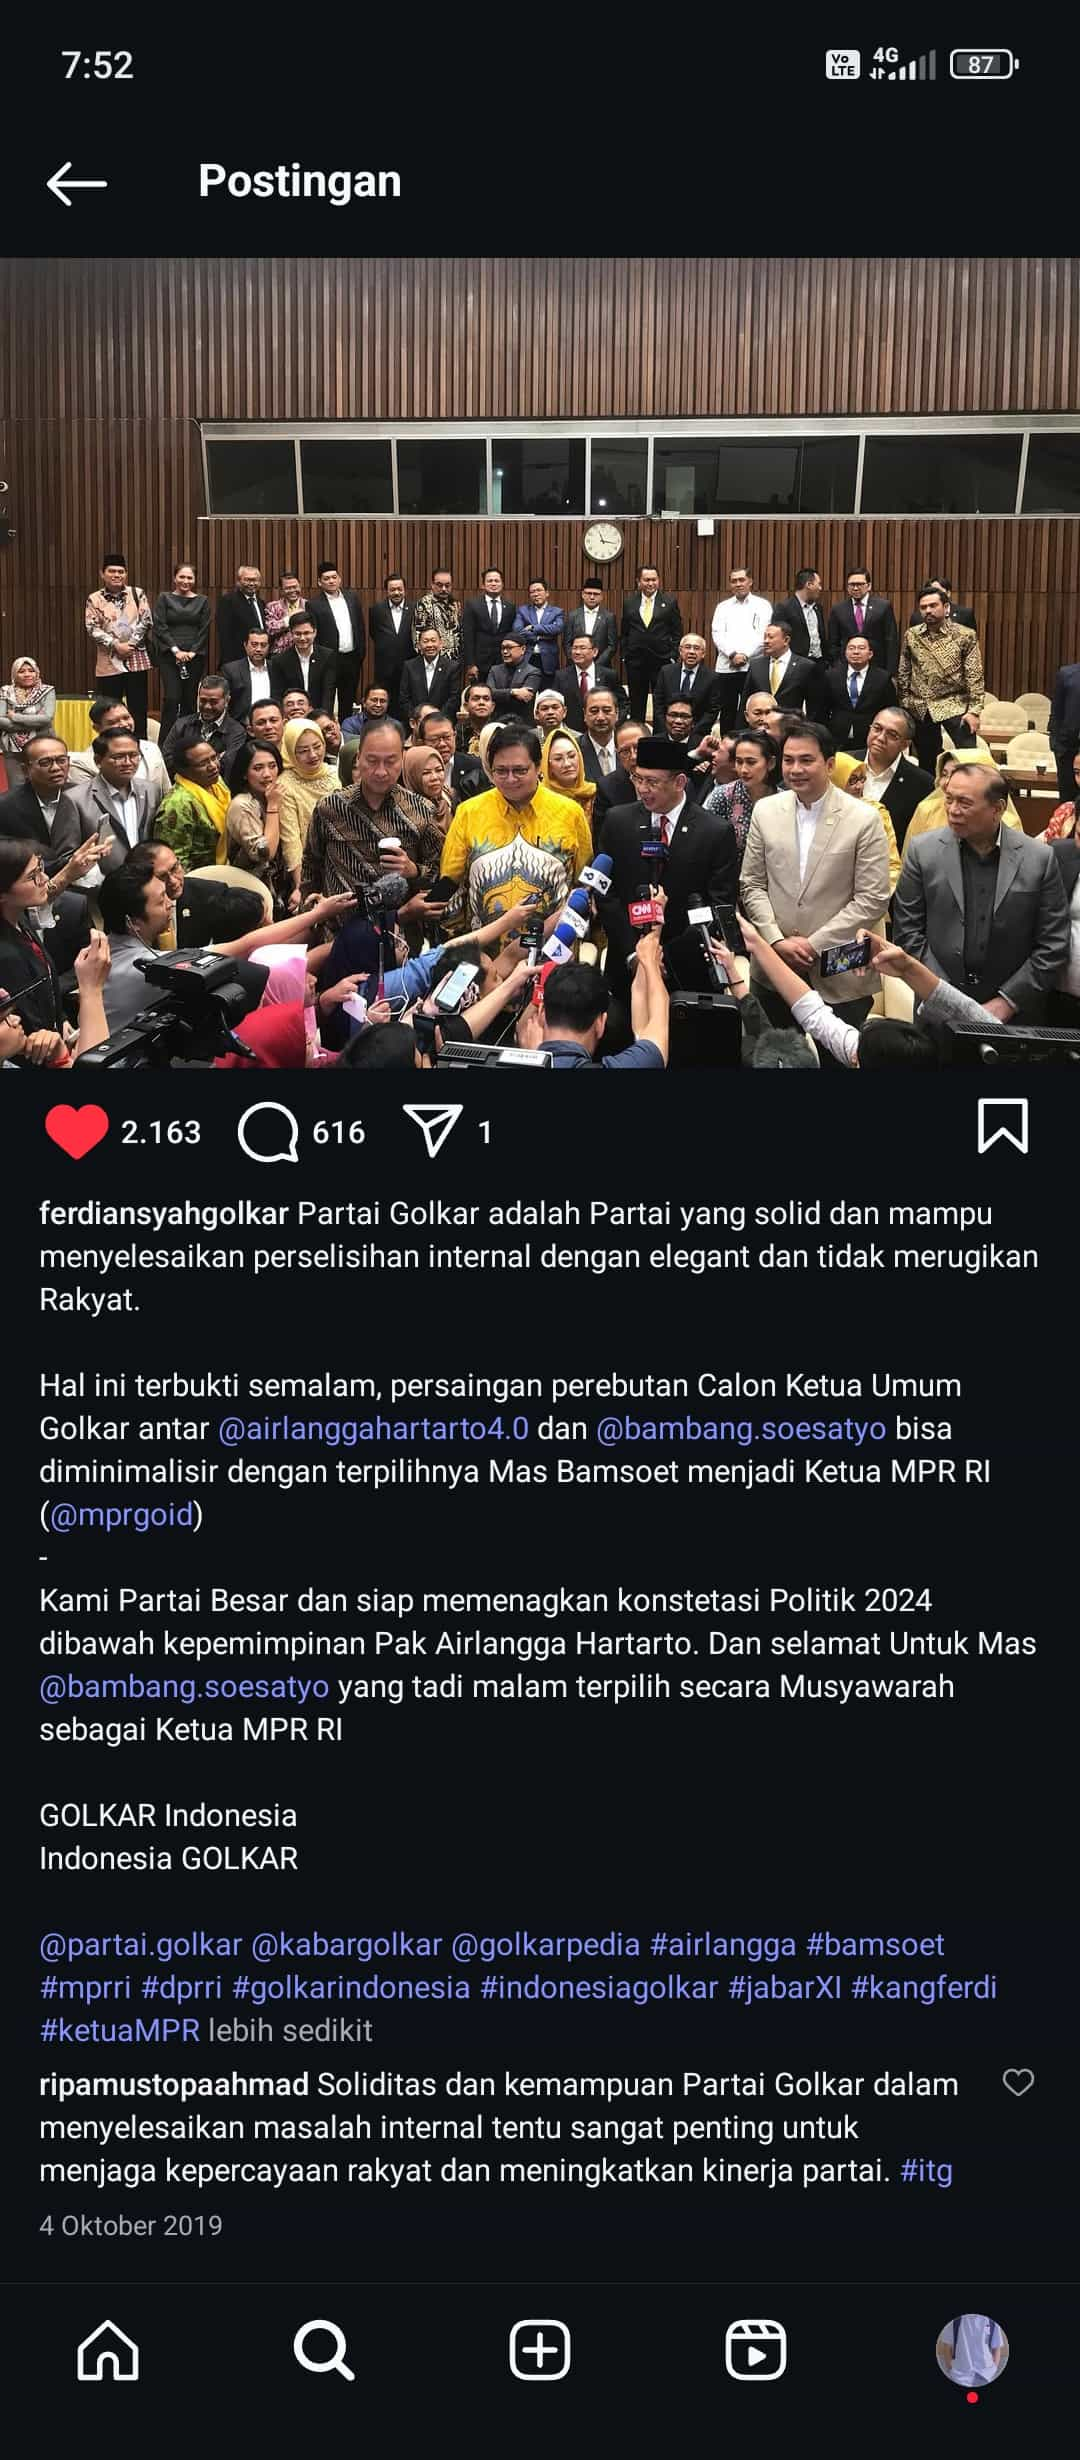 7:52
Vo LTE 4G 87
Postingan
CNN
2.163 616 1
ferdiansyahgolkar Partai Golkar adalah Partai yang solid dan mampu
menyelesaikan perselisihan internal dengan elegant dan tidak merugikan
Rakyat.
Hal ini terbukti semalam, persaingan perebutan Calon Ketua Umum
Golkar antar @airlanggahartarto4.0 dan @bambang.soesatyo bisa
diminimalisir dengan terpilihnya Mas Bamsoet menjadi Ketua MPR RI
(@mprgoid)
-
Kami Partai Besar dan siap memenagkan konstetasi Politik 2024
dibawah kepemimpinan Pak Airlangga Hartarto. Dan selamat Untuk Mas
@bambang.soesatyo yang tadi malam terpilih secara Musyawarah
sebagai Ketua MPR RI
GOLKAR Indonesia
Indonesia GOLKAR
@partai.golkar @kabargolkar @golkarpedia #airlangga #bamsoet
#mprri #dprri #golkarindonesia #indonesiagolkar #jabarXI #kangferdi
#ketuaMPR lebih sedikit
ripamustopaahmad Soliditas dan kemampuan Partai Golkar dalam
menyelesaikan masalah internal tentu sangat penting untuk
menjaga kepercayaan rakyat dan meningkatkan kinerja partai. #itg
4 Oktober 2019